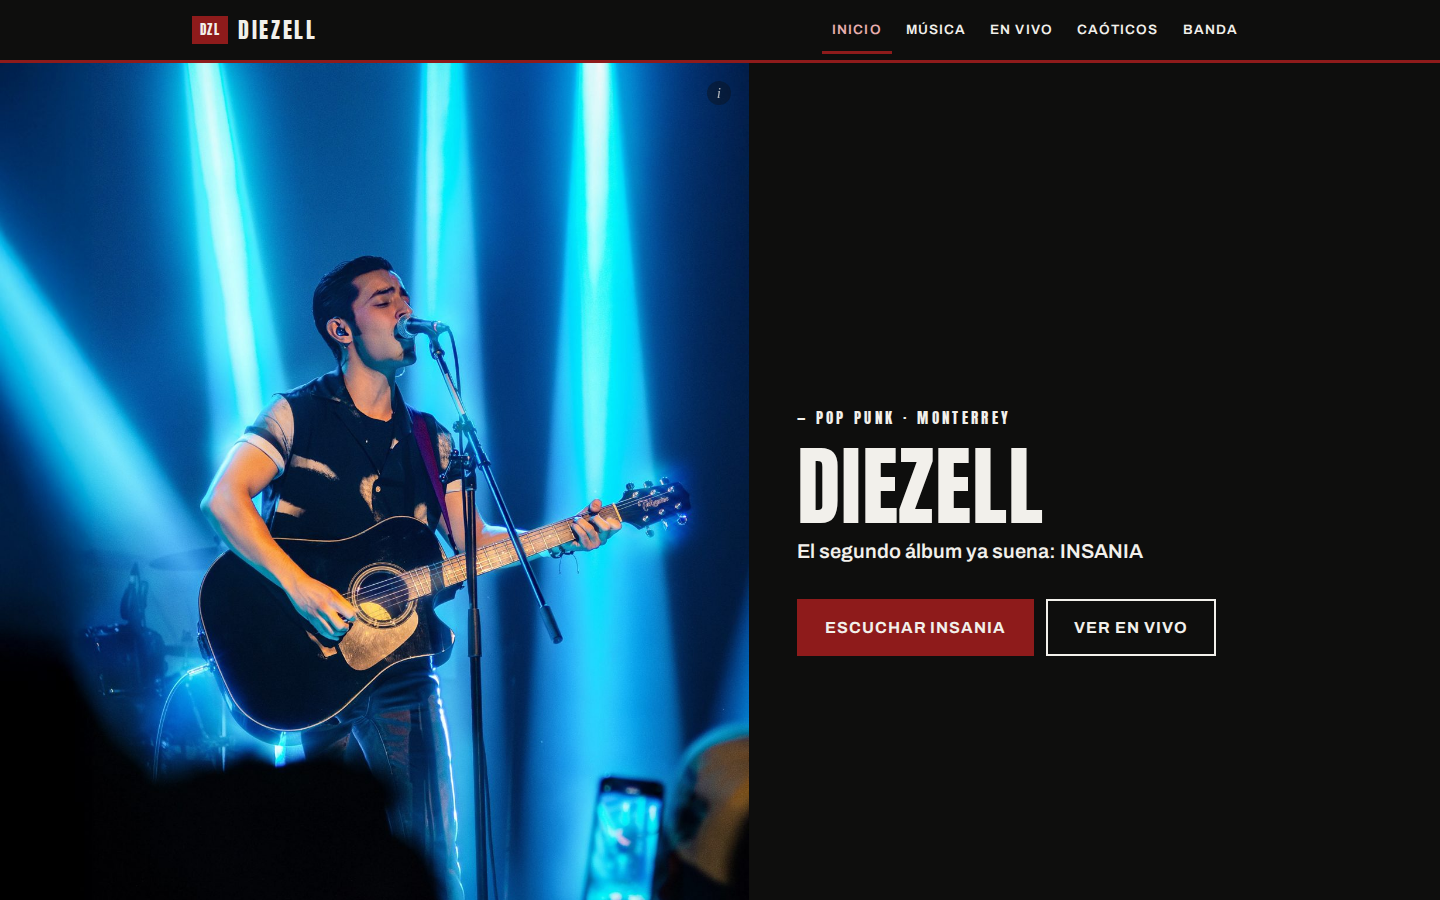 DZL DIEZELL
INICIO MÚSICA EN VIVO CAÓTICOS BANDA
i
– POP PUNK · MONTERREY
DIEZELL
El segundo álbum ya suena: INSANIA
ESCUCHAR INSANIA VER EN VIVO